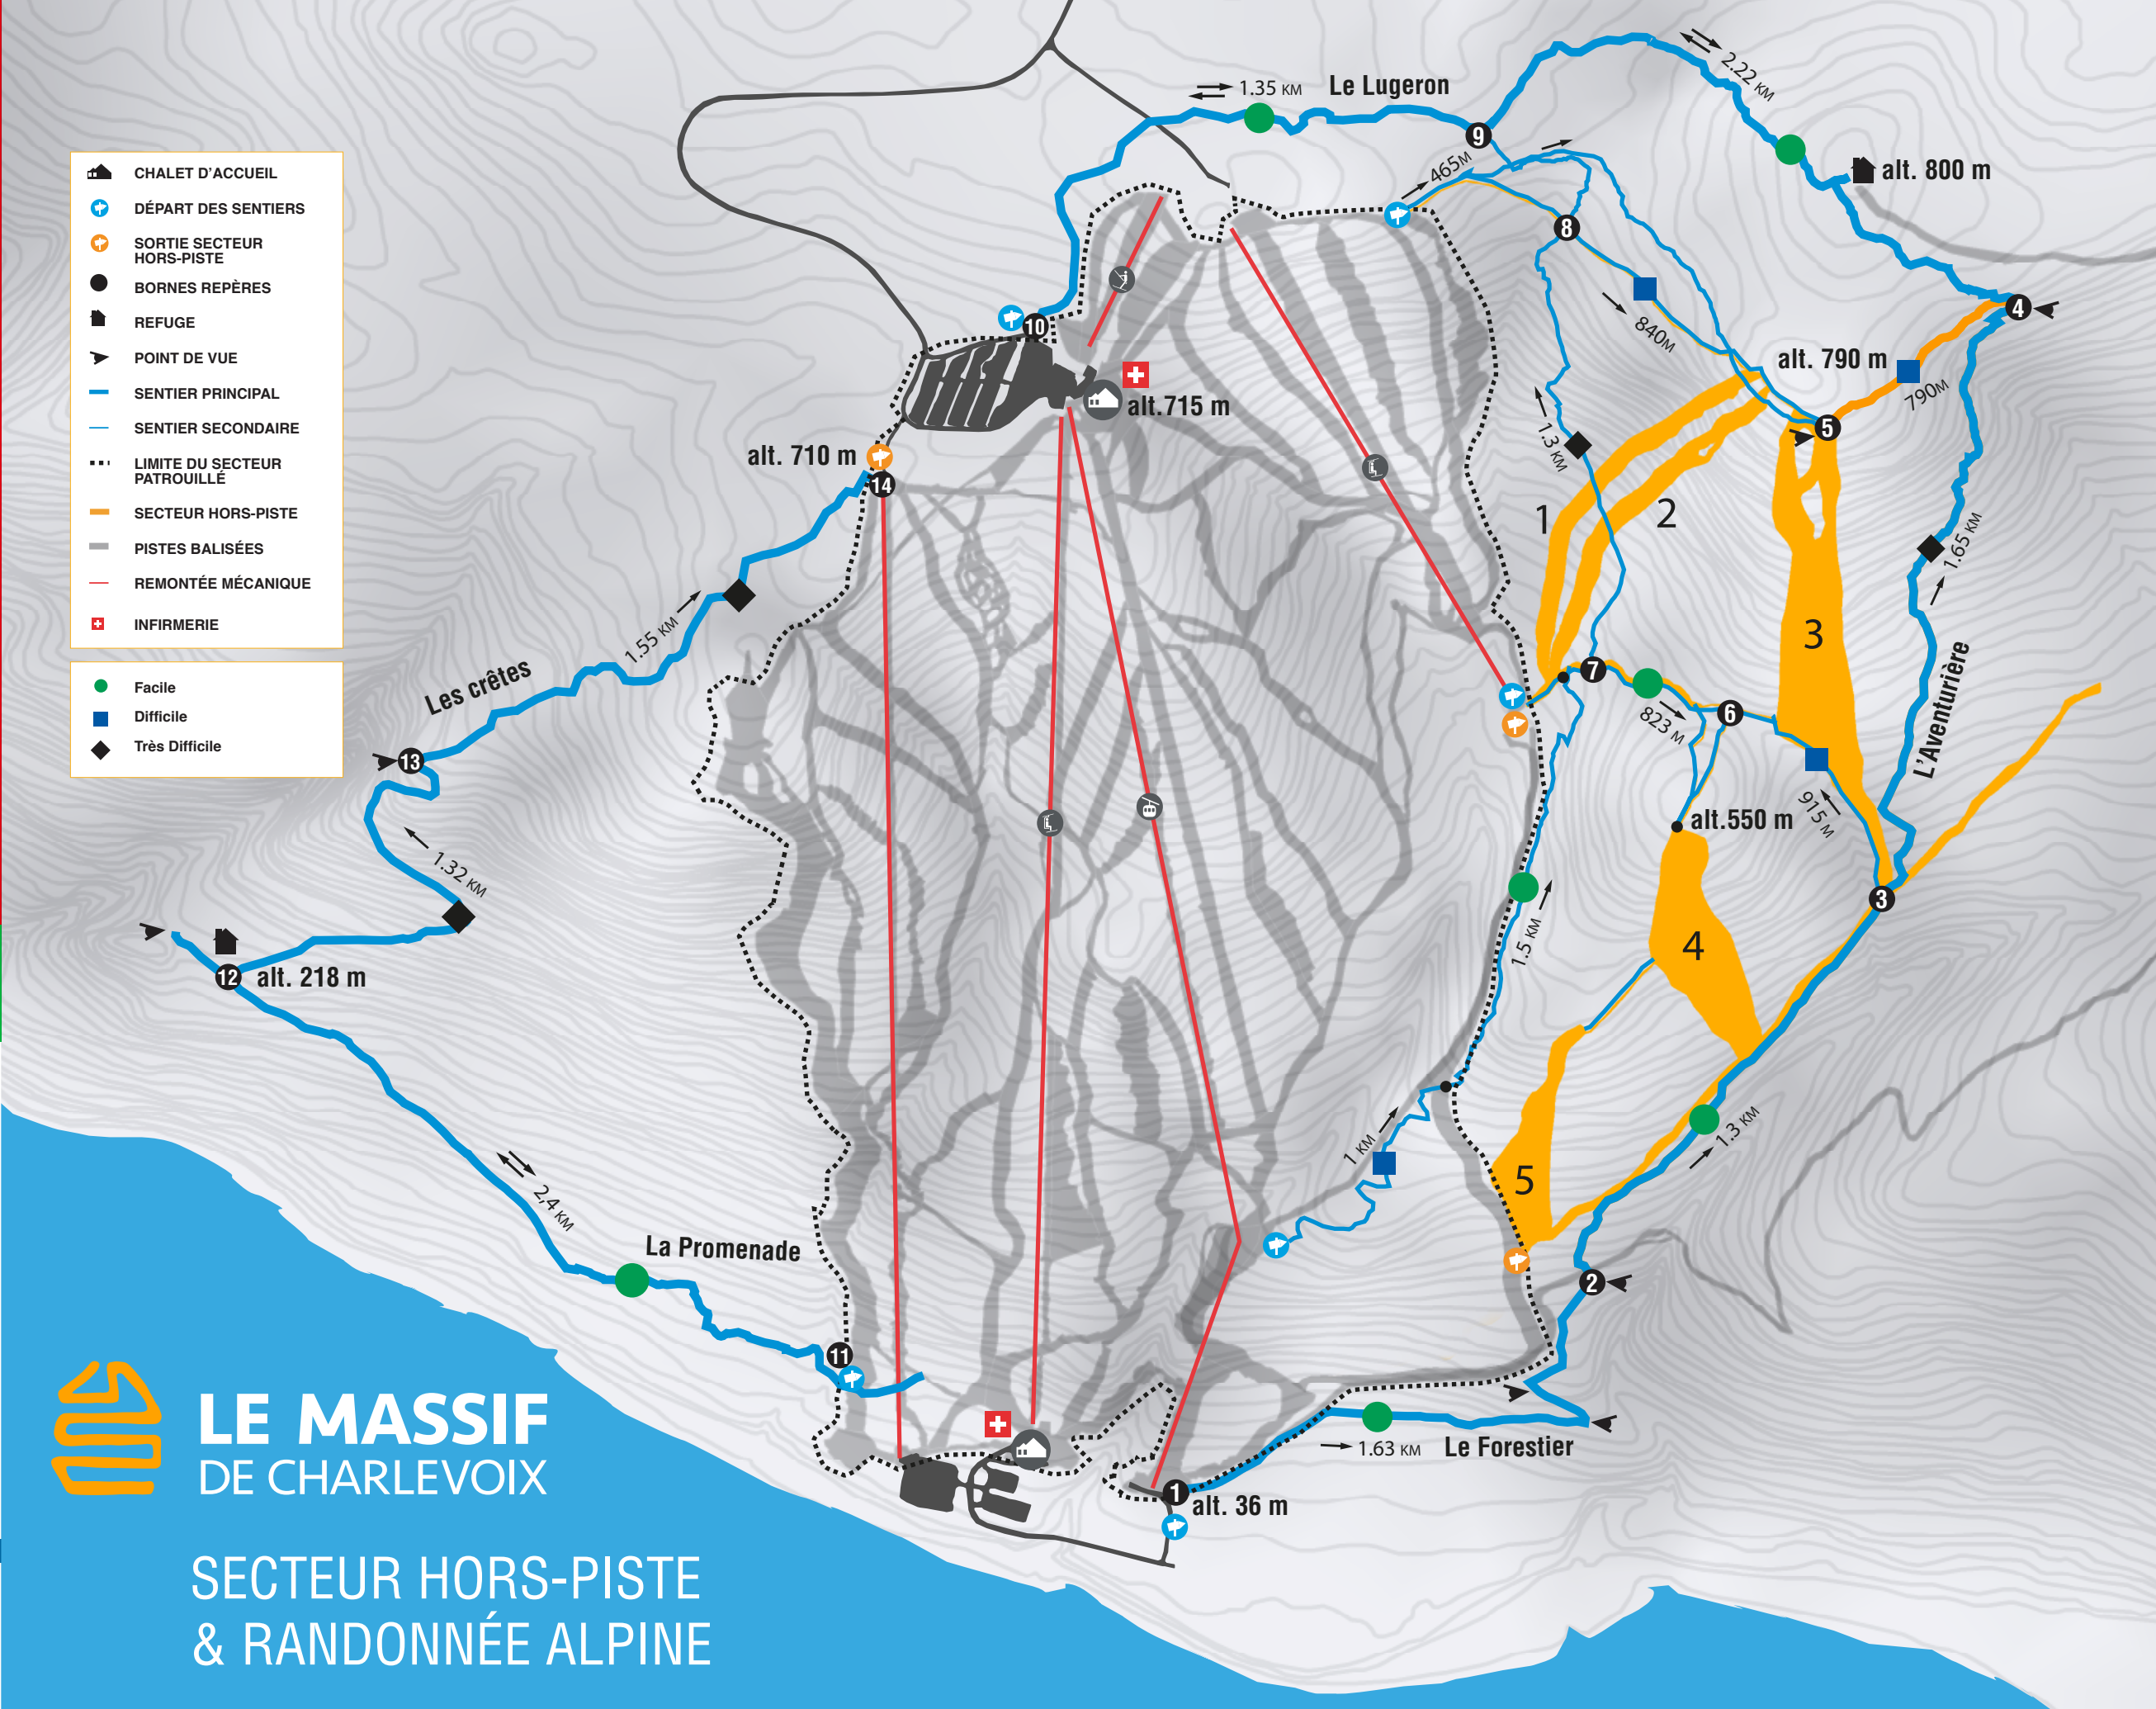 CHALET D'ACCUEIL
DÉPART DES SENTIERS
SORTIE SECTEUR
HORS-PISTE
BORNES REPÈRES
REFUGE
POINT DE VUE
SENTIER PRINCIPAL
SENTIER SECONDAIRE
LIMITE DU SECTEUR
PATROUILLÉ
SECTEUR HORS-PISTE
PISTES BALISÉES
REMONTÉE MÉCANIQUE
INFIRMERIE
Facile
Difficile
Très Difficile
1.35 KM
Le Lugeron
2.22 KM
9
465M
alt. 800 m
8
4
10
840M
alt. 790 m
790M
alt.715 m
5
1.3 KM
alt. 710 m
14
1
2
1.65 KM
3
1.55 KM
Les crêtes
7
823 M
6
L'Aventurière
13
915 M
alt.550 m
1.32 KM
3
4
1.5 KM
12
alt. 218 m
1.3 KM
1 KM
5
2,4 KM
La Promenade
2
11
1.63 KM
Le Forestier
1
alt. 36 m
LE MASSIF
DE CHARLEVOIX
SECTEUR HORS-PISTE
& RANDONNÉE ALPINE